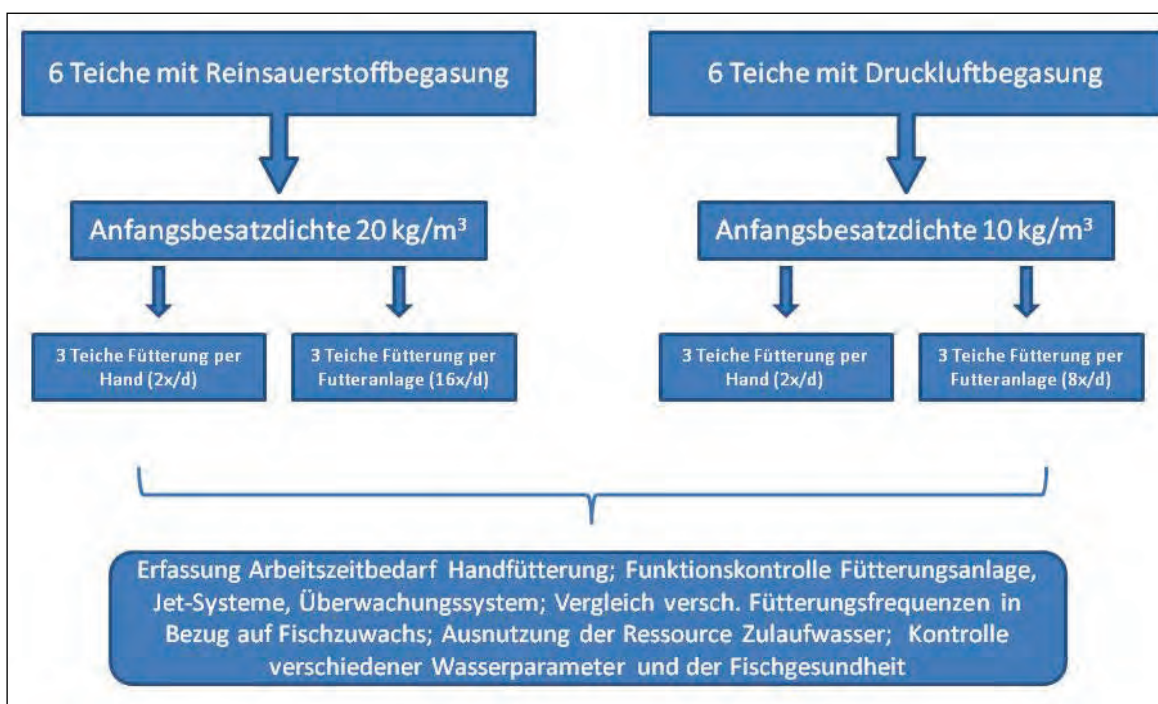 6 Teiche mit Reinsauerstoffbegasung
6 Teiche mit Druckluftbegasung
Anfangsbesatzdichte 20 kg/m³
Anfangsbesatzdichte 10 kg/m³
3 Teiche Fütterung per
Hand (2x/d)
3 Teiche Fütterung per
Futteranlage (16x/d)
3 Teiche Fütterung per
Hand (2x/d)
3 Teiche Fütterung per
Futteranlage (8x/d)
Erfassung Arbeitszeitbedarf Handfütterung; Funktionskontrolle Fütterungsanlage,
Jet-Systeme, Überwachungssystem; Vergleich versch. Fütterungsfrequenzen in
Bezug auf Fischzuwachs; Ausnutzung der Ressource Zulaufwasser; Kontrolle
verschiedener Wasserparameter und der Fischgesundheit